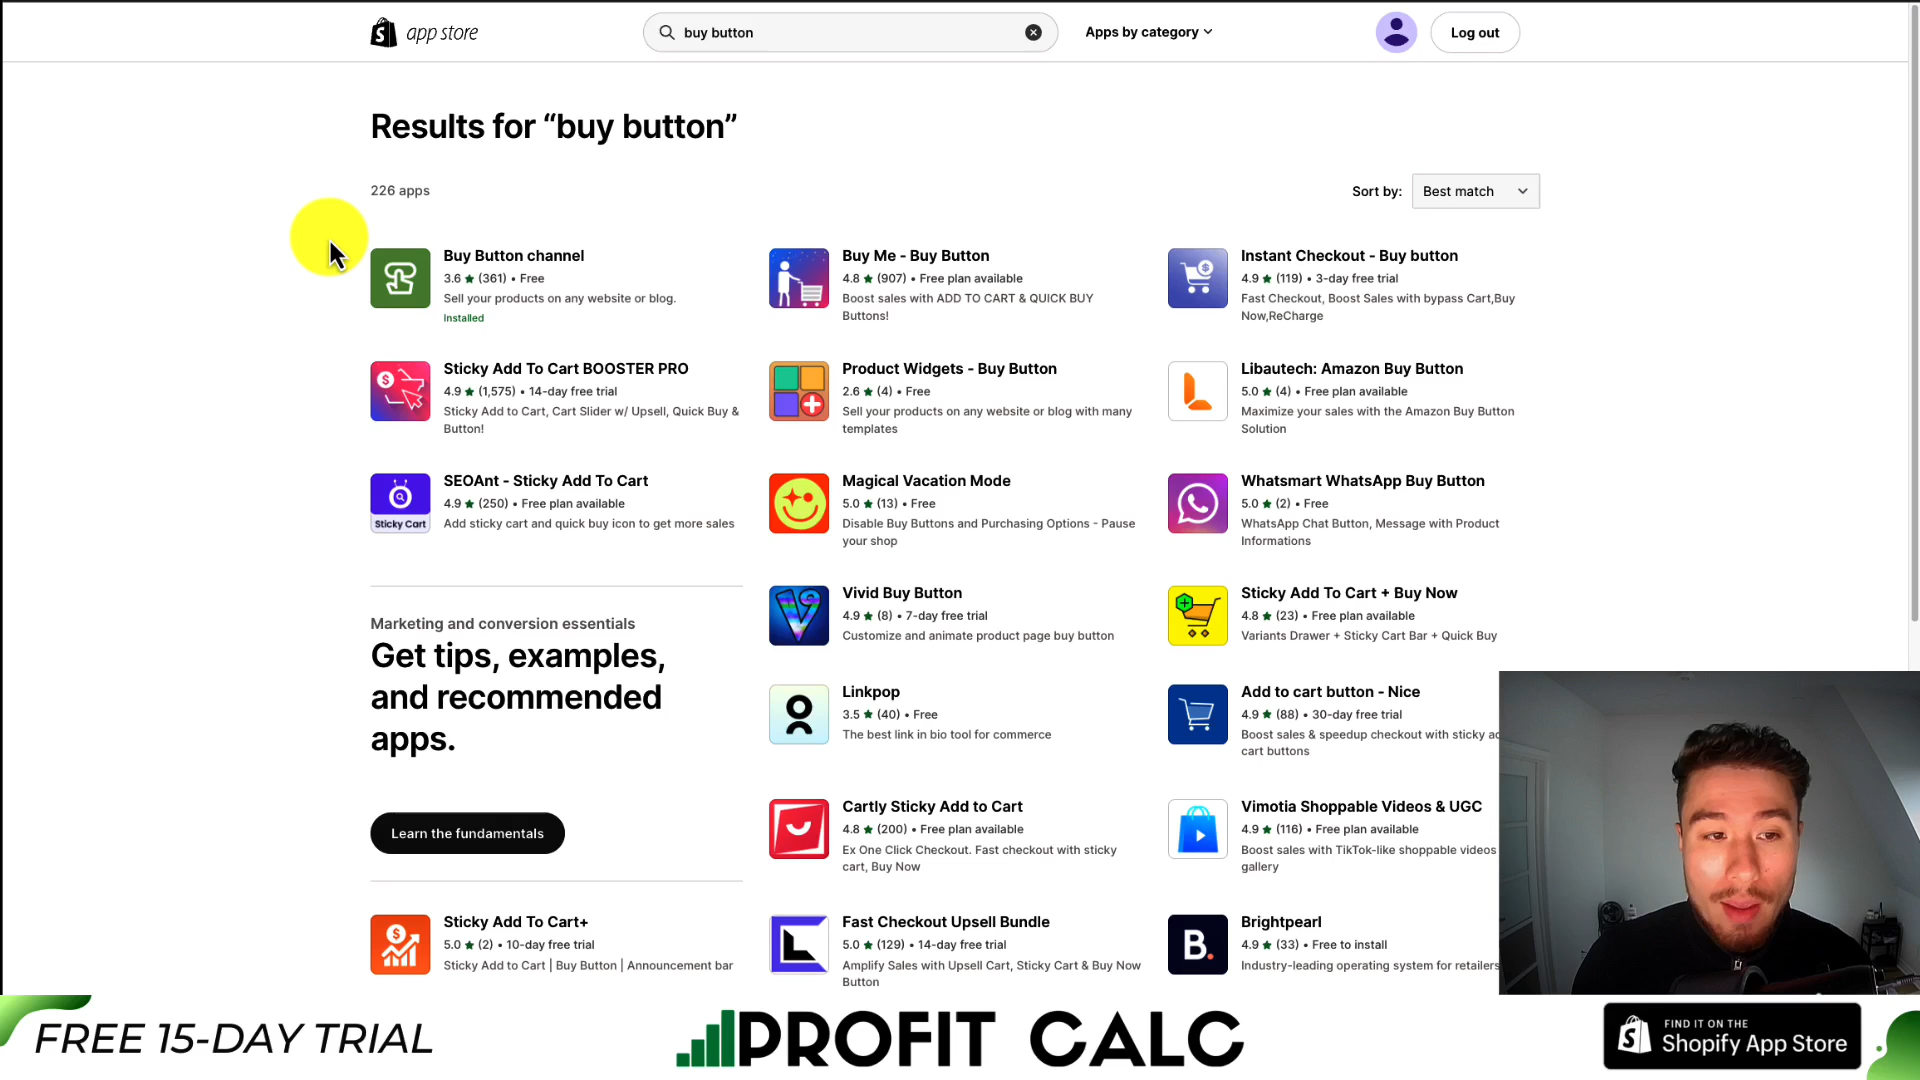 app store
buy button
Apps by category
Log out
Results for “buy button”
226 apps
Sort by:
Best match
Buy Button channel
3.6 ★ (361) • Free
Sell your products on any website or blog.
Installed
Buy Me - Buy Button
4.8 ★ (907) • Free plan available
Boost sales with ADD TO CART & QUICK BUY
Buttons!
Instant Checkout - Buy button
4.9 ★ (119) • 3-day free trial
Fast Checkout, Boost Sales with bypass Cart,Buy
Now,ReCharge
Sticky Add To Cart BOOSTER PRO
4.9 ★ (1,575) • 14-day free trial
Sticky Add to Cart, Cart Slider w/ Upsell, Quick Buy &
Button!
Product Widgets - Buy Button
2.6 ★ (4) • Free
Sell your products on any website or blog with many
templates
Libautech: Amazon Buy Button
5.0 ★ (4) • Free plan available
Maximize your sales with the Amazon Buy Button
Solution
Sticky Cart
SEOAnt - Sticky Add To Cart
4.9 ★ (250) • Free plan available
Add sticky cart and quick buy icon to get more sales
Magical Vacation Mode
5.0 ★ (13) • Free
Disable Buy Buttons and Purchasing Options - Pause
your shop
Whatsmart WhatsApp Buy Button
5.0 ★ (2) • Free
WhatsApp Chat Button, Message with Product
Informations
Marketing and conversion essentials
Get tips, examples,
and recommended
apps.
Learn the fundamentals
Vivid Buy Button
4.9 ★ (8) • 7-day free trial
Customize and animate product page buy button
Sticky Add To Cart + Buy Now
4.8 ★ (23) • Free plan available
Variants Drawer + Sticky Cart Bar + Quick Buy
Linkpop
3.5 ★ (40) • Free
The best link in bio tool for commerce
Add to cart button - Nice
4.9 ★ (88) • 30-day free trial
Boost sales & speedup checkout with sticky
cart buttons
Cartly Sticky Add to Cart
4.8 ★ (200) • Free plan available
Ex One Click Checkout. Fast checkout with sticky
cart, Buy Now
Vimotia Shoppable Videos & UGC
4.9 ★ (116) • Free plan available
Boost sales with TikTok-like shoppable videos
gallery
Sticky Add To Cart+
5.0 ★ (2) • 10-day free trial
Sticky Add to Cart | Buy Button | Announcement bar
Fast Checkout Upsell Bundle
5.0 ★ (129) • 14-day free trial
Amplify Sales with Upsell Cart, Sticky Cart & Buy Now
Button
B.
Brightpearl
4.9 ★ (33) • Free to install
Industry-leading operating system for retailers
FREE 15-DAY TRIAL
PROFIT CALC
FIND IT ON THE
Shopify App Store